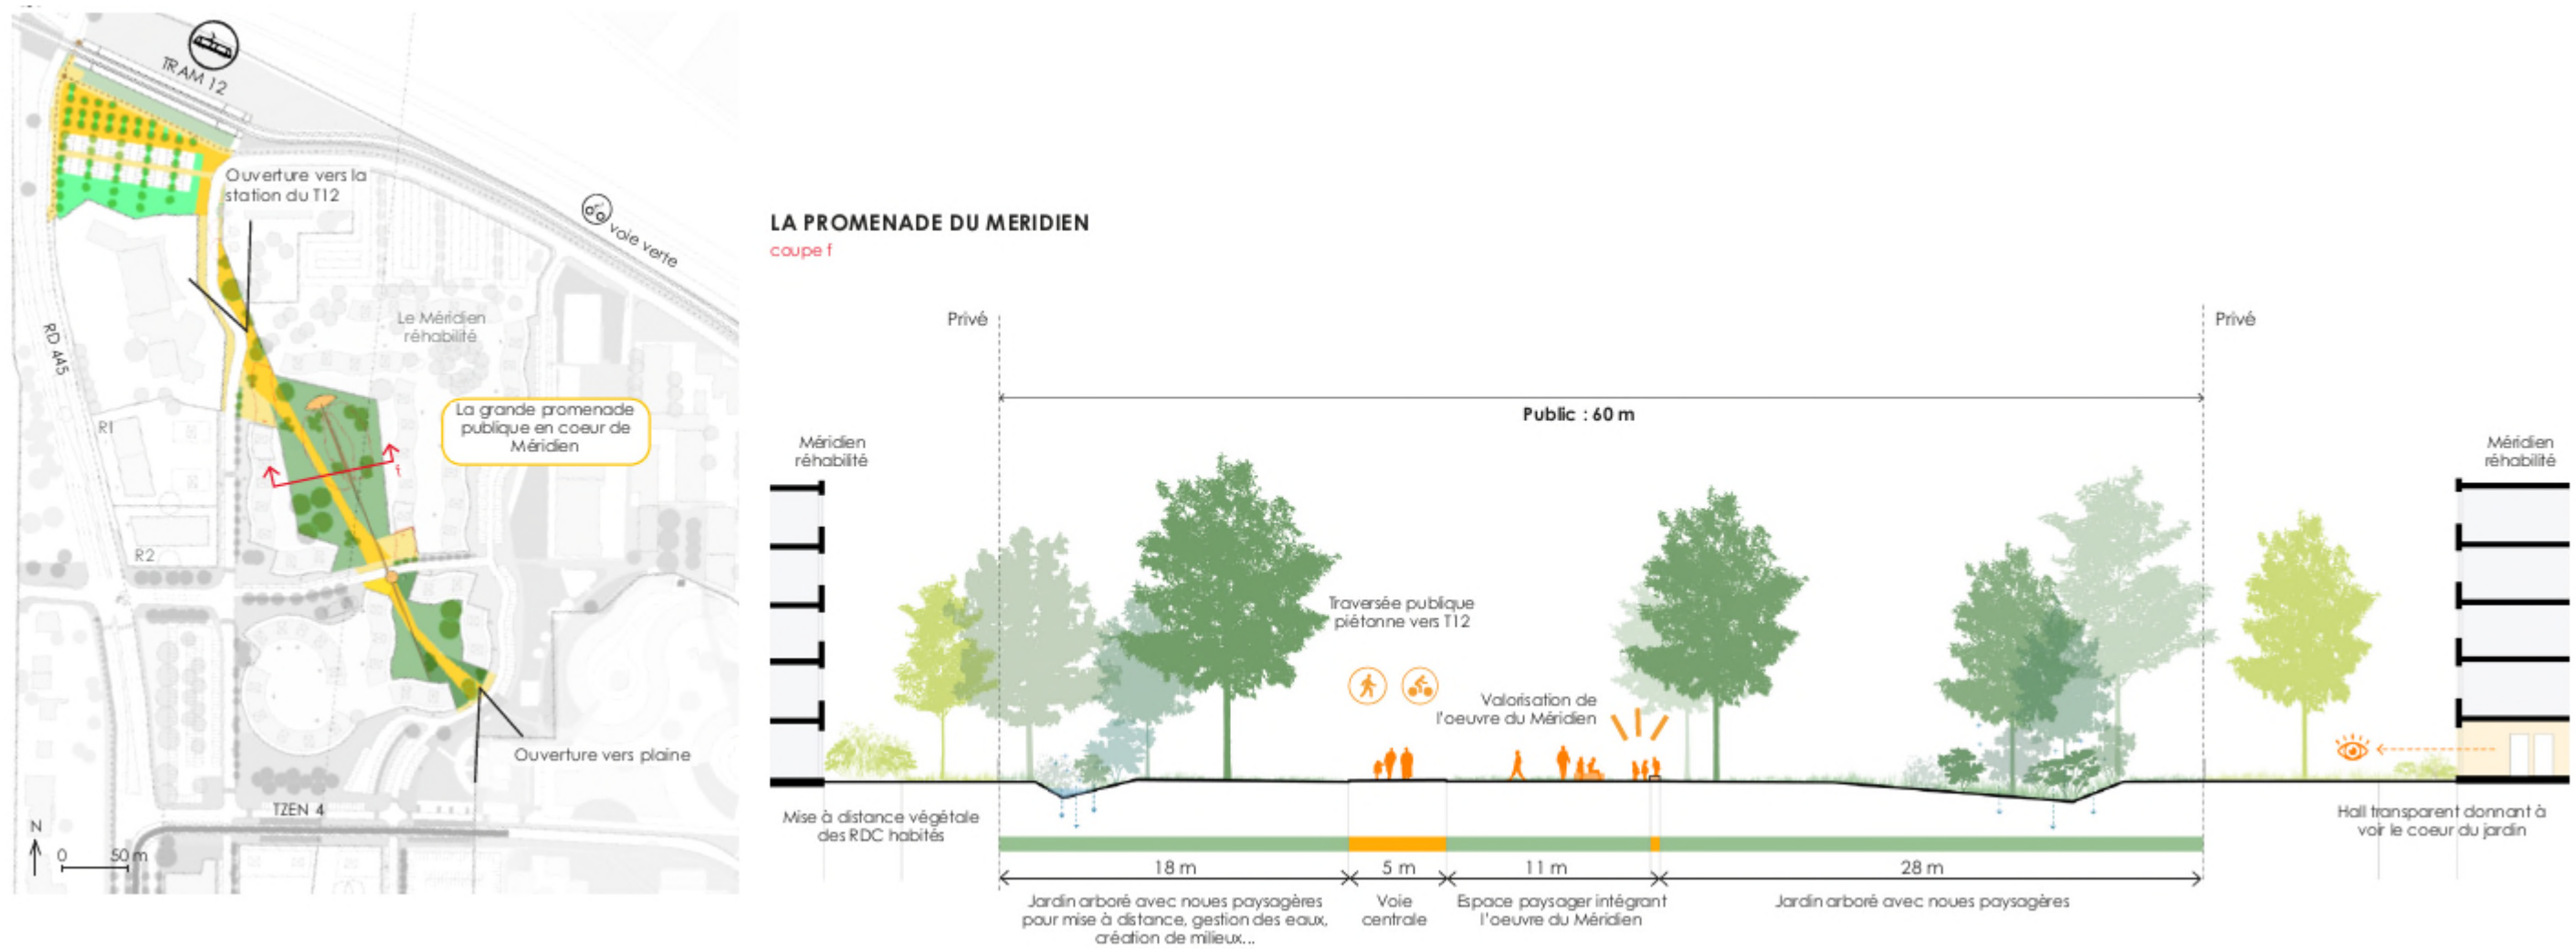 TRAM 12
Ouverture vers la
station du T12
voie verte
RD 445
Le Méridien
réhabilité
La grande promenade
publique en coeur de
Méridien
R1
f
R2
Ouverture vers plaine
TZEN 4
N
0 50 m
LA PROMENADE DU MERIDIEN
coupe f
Privé
Privé
Public : 60 m
Méridien
réhabilité
Méridien
réhabilité
Traversée publique
piétonne vers T12
Valorisation de
l'oeuvre du Méridien
Mise à distance végétale
des RDC habités
Hall transparent donnant à
voir le coeur du jardin
18 m
5 m
11 m
28 m
Jardin arboré avec noues paysagères
pour mise à distance, gestion des eaux,
création de milieux...
Voie
centrale
Espace paysager intégrant
l'oeuvre du Méridien
Jardin arboré avec noues paysagères